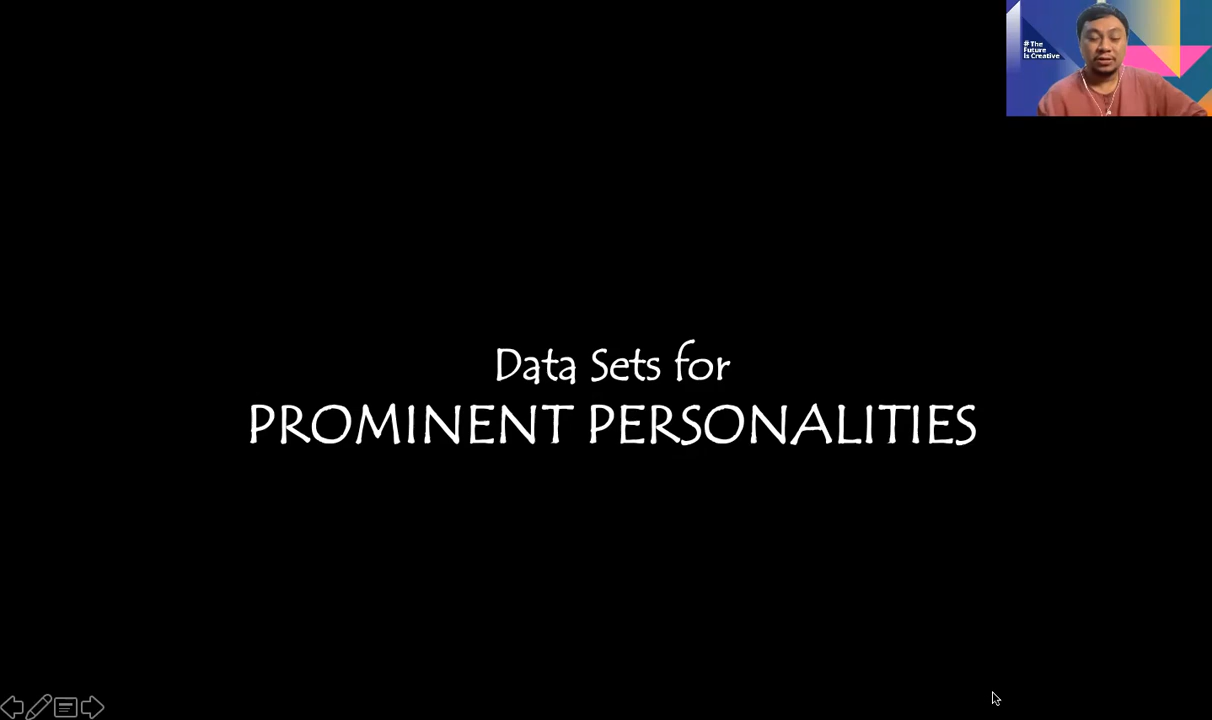 # The
Future
Is Creative
Data Sets for
PROMINENT PERSONALITIES